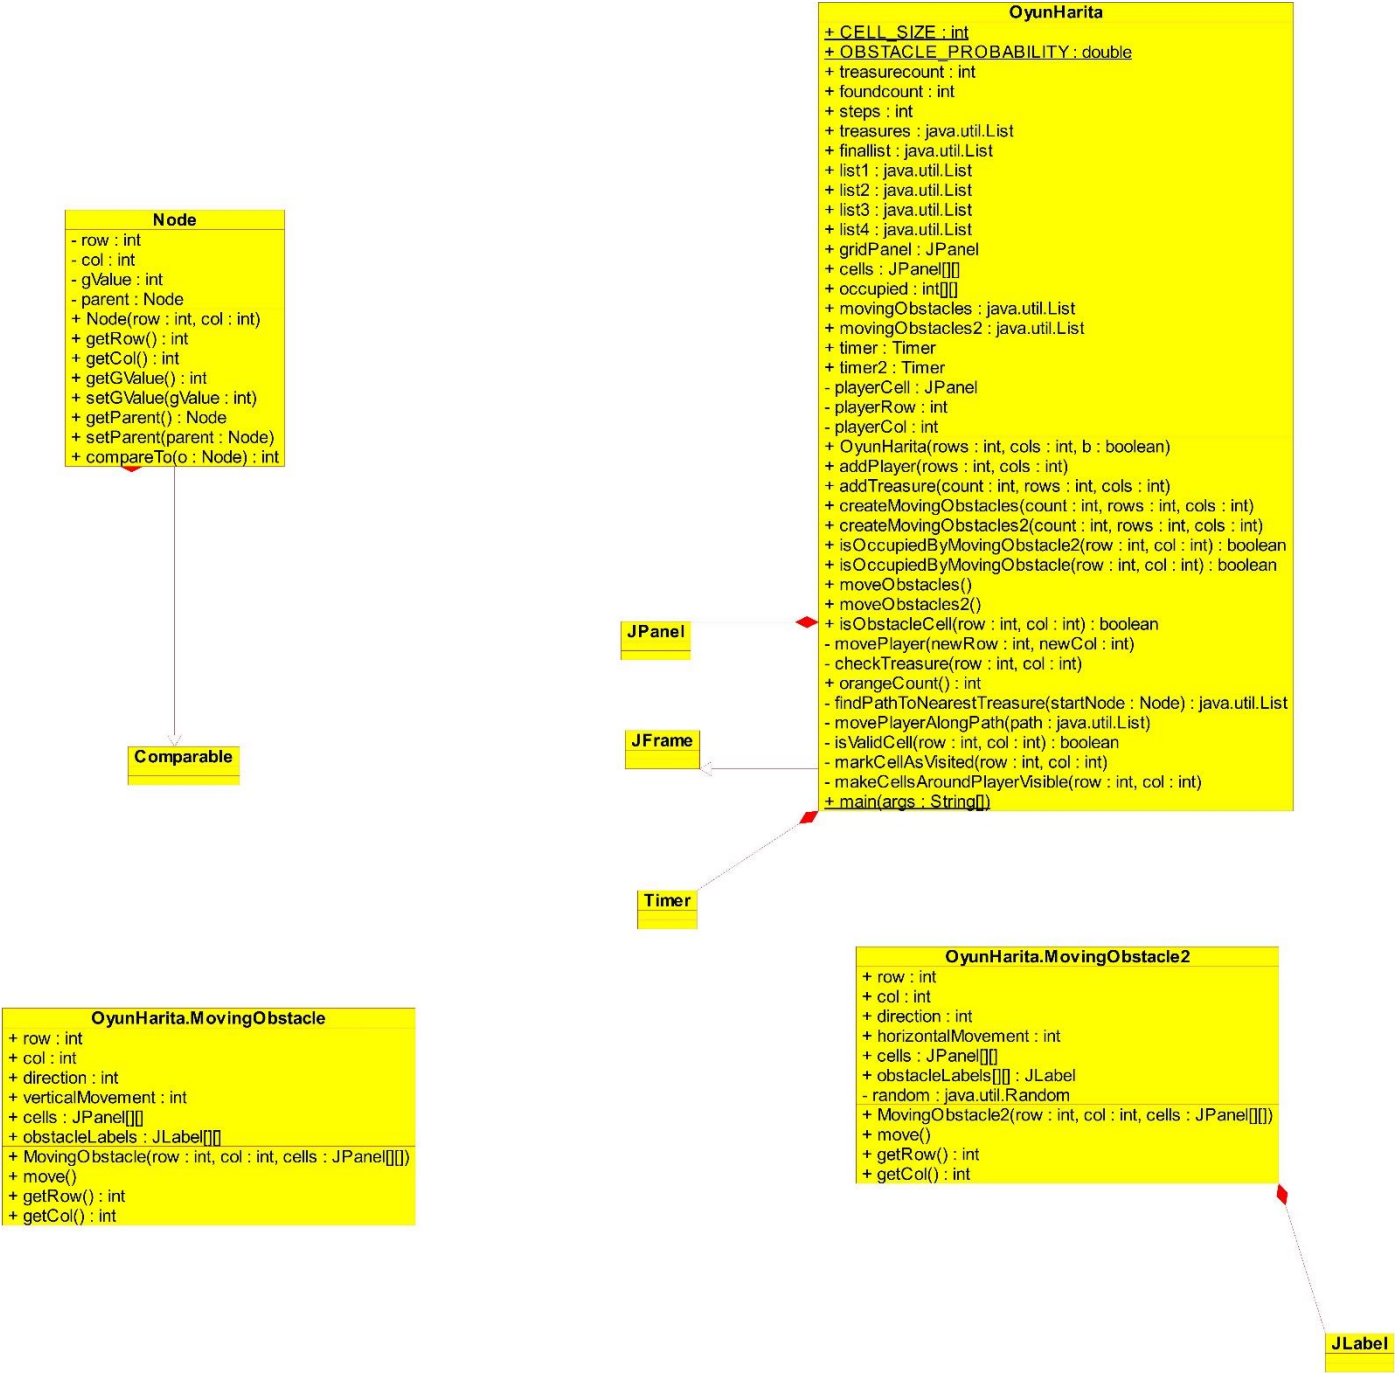 OyunHarita
+ CELL_SIZE : int
+ OBSTACLE_PROBABILITY : double
+ treasurecount : int
+ foundcount : int
+ steps : int
+ treasures : java.util.List
+ finallist : java.util.List
+ list1 : java.util.List
+ list2 : java.util.List
+ list3 : java.util.List
+ list4 : java.util.List
+ gridPanel : JPanel
+ cells : JPanel[][]
+ occupied : int[][]
+ movingObstacles : java.util.List
+ movingObstacles2 : java.util.List
+ timer : Timer
+ timer2 : Timer
- playerCell : JPanel
- playerRow : int
- playerCol : int
+ OyunHarita(rows : int, cols : int, b : boolean)
+ addPlayer(rows : int, cols : int)
+ addTreasure(count : int, rows : int, cols : int)
+ createMovingObstacles(count : int, rows : int, cols : int)
+ createMovingObstacles2(count : int, rows : int, cols : int)
+ isOccupiedByMovingObstacle2(row : int, col : int) : boolean
+ isOccupiedByMovingObstacle(row : int, col : int) : boolean
+ moveObstacles()
+ moveObstacles2()
+ isObstacleCell(row : int, col : int) : boolean
- movePlayer(newRow : int, newCol : int)
- checkTreasure(row : int, col : int)
+ orangeCount() : int
- findPathToNearestTreasure(startNode : Node) : java.util.List
- movePlayerAlongPath(path : java.util.List)
- isValidCell(row : int, col : int) : boolean
- markCellAsVisited(row : int, col : int)
- makeCellsAroundPlayerVisible(row : int, col : int)
+ main(args : String[])
Node
- row : int
- col : int
- gValue : int
- parent : Node
+ Node(row : int, col : int)
+ getRow() : int
+ getCol() : int
+ getGValue() : int
+ setGValue(gValue : int)
+ getParent() : Node
+ setParent(parent : Node)
+ compareTo(o : Node) : int
JPanel
JFrame
Comparable
Timer
OyunHarita.MovingObstacle2
+ row : int
+ col : int
+ direction : int
+ horizontalMovement : int
+ cells : JPanel[][]
+ obstacleLabels[][] : JLabel
- random : java.util.Random
+ MovingObstacle2(row : int, col : int, cells : JPanel[][])
+ move()
+ getRow() : int
+ getCol() : int
OyunHarita.MovingObstacle
+ row : int
+ col : int
+ direction : int
+ verticalMovement : int
+ cells : JPanel[][]
+ obstacleLabels : JLabel[][]
+ MovingObstacle(row : int, col : int, cells : JPanel[][])
+ move()
+ getRow() : int
+ getCol() : int
JLabel